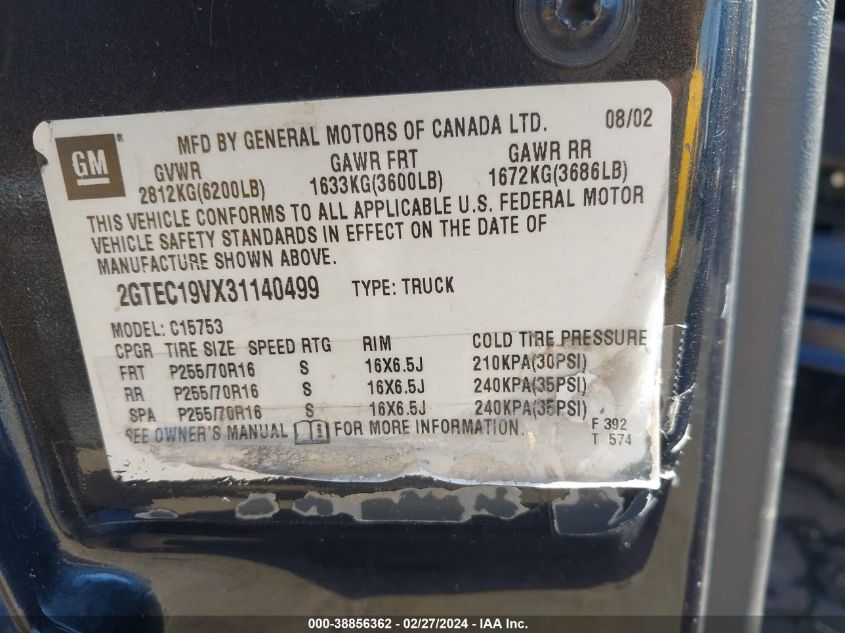 MFD BY GENERAL MOTORS OF CANADA LTD. 08/02
GM®
GVWR GAWR FRT GAWR RR
2812KG(6200LB) 1633KG(3600LB) 1672KG(3686LB)
THIS VEHICLE CONFORMS TO ALL APPLICABLE U.S. FEDERAL MOTOR
VEHICLE SAFETY STANDARDS IN EFFECT ON THE DATE OF
MANUFACTURE SHOWN ABOVE.
2GTEC19VX31140499 TYPE: TRUCK
MODEL: C15753
CPGR TIRE SIZE SPEED RTG RIM COLD TIRE PRESSURE
FRT P255/70R16 S 16X6.5J 210KPA(30PSI)
RR P255/70R16 S 16X6.5J 240KPA(35PSI)
SPA P255/70R16 S 16X6.5J 240KPA(35PSI)
SEE OWNER'S MANUAL FOR MORE INFORMATION.
F 392
T 574
000-38856362 - 02/27/2024 - IAA Inc.